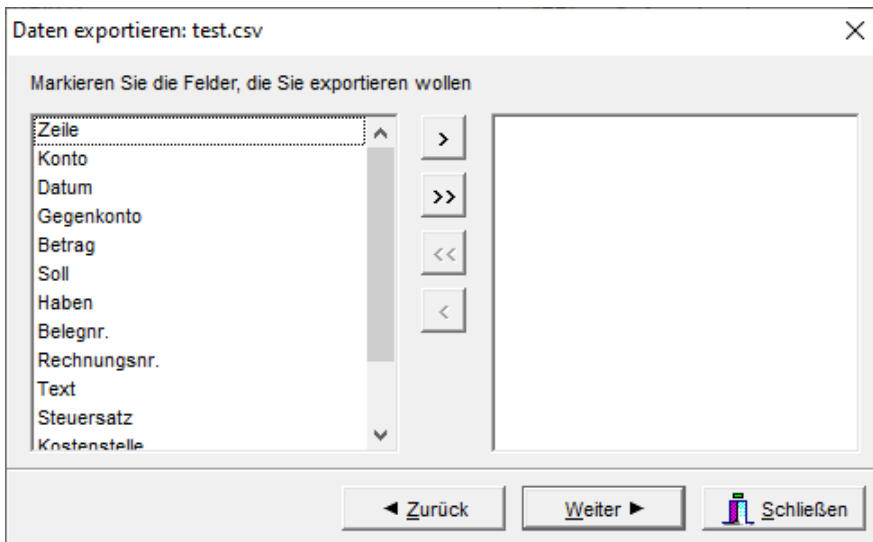 Daten exportieren: test.csv
Markieren Sie die Felder, die Sie exportieren wollen
Zeile
Konto
Datum
Gegenkonto
Betrag
Soll
Haben
Belegnr.
Rechnungsnr.
Text
Steuersatz
Kostenstelle
>
>>
<<
<
Zurück
Weiter
Schließen